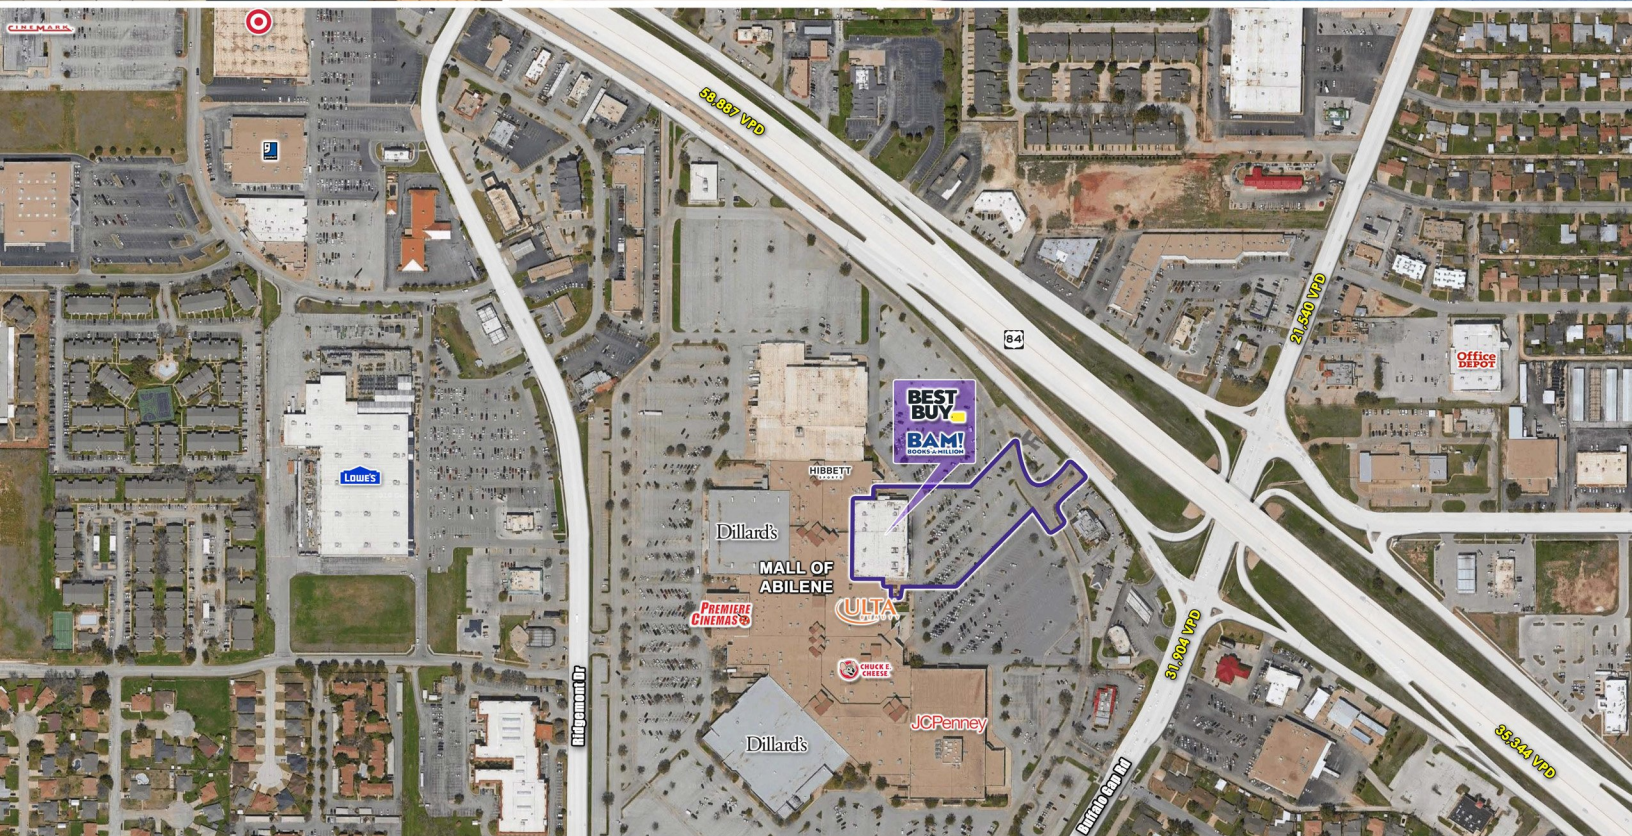 CINEMARK
58,887 VPD
84
21,540 VPD
Office
DEPOT
BEST
BUY
BAM!
BOOKS-A-MILLION
HIBBETT
SPORTS
LOWE'S
Dillard's
MALL OF
ABILENE
PREMIERE
CINEMAS
ULTA
BEAUTY
CHUCK E.
CHEESE
JCPenney
Dillard's
Ridgemont Dr
31,904 VPD
35,344 VPD
Buffalo Gap Rd